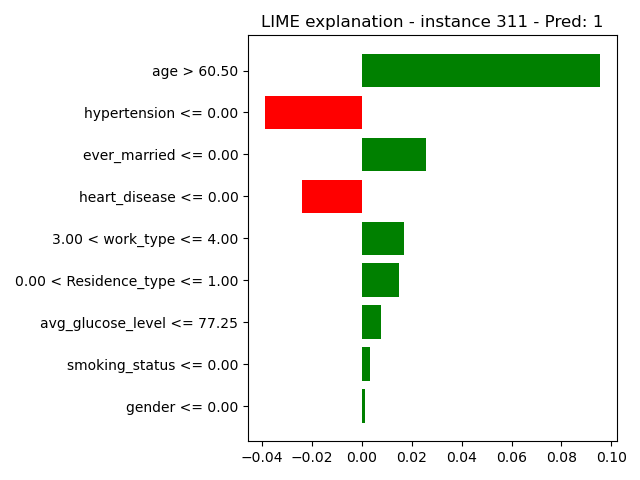 LIME explanation - instance 311 - Pred: 1
age > 60.50
hypertension <= 0.00
ever_married <= 0.00
heart_disease <= 0.00
3.00 < work_type <= 4.00
0.00 < Residence_type <= 1.00
avg_glucose_level <= 77.25
smoking_status <= 0.00
gender <= 0.00
−0.04 −0.02 0.00 0.02 0.04 0.06 0.08 0.10